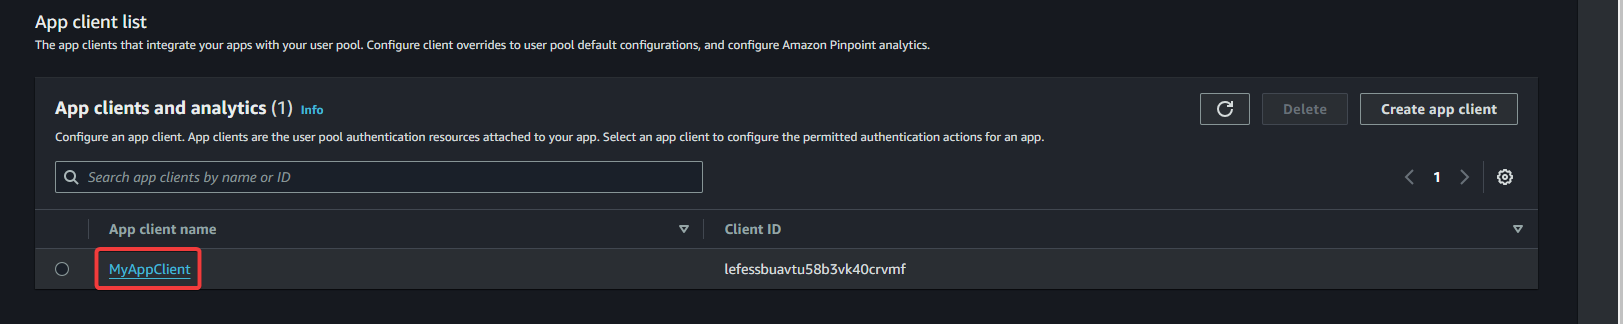 App client list
The app clients that integrate your apps with your user pool. Configure client overrides to user pool default configurations, and configure Amazon Pinpoint analytics.
App clients and analytics (1) Info
Delete
Create app client
Configure an app client. App clients are the user pool authentication resources attached to your app. Select an app client to configure the permitted authentication actions for an app.
Search app clients by name or ID
1
App client name
Client ID
MyAppClient
lefessbuavtu58b3vk40crvmf